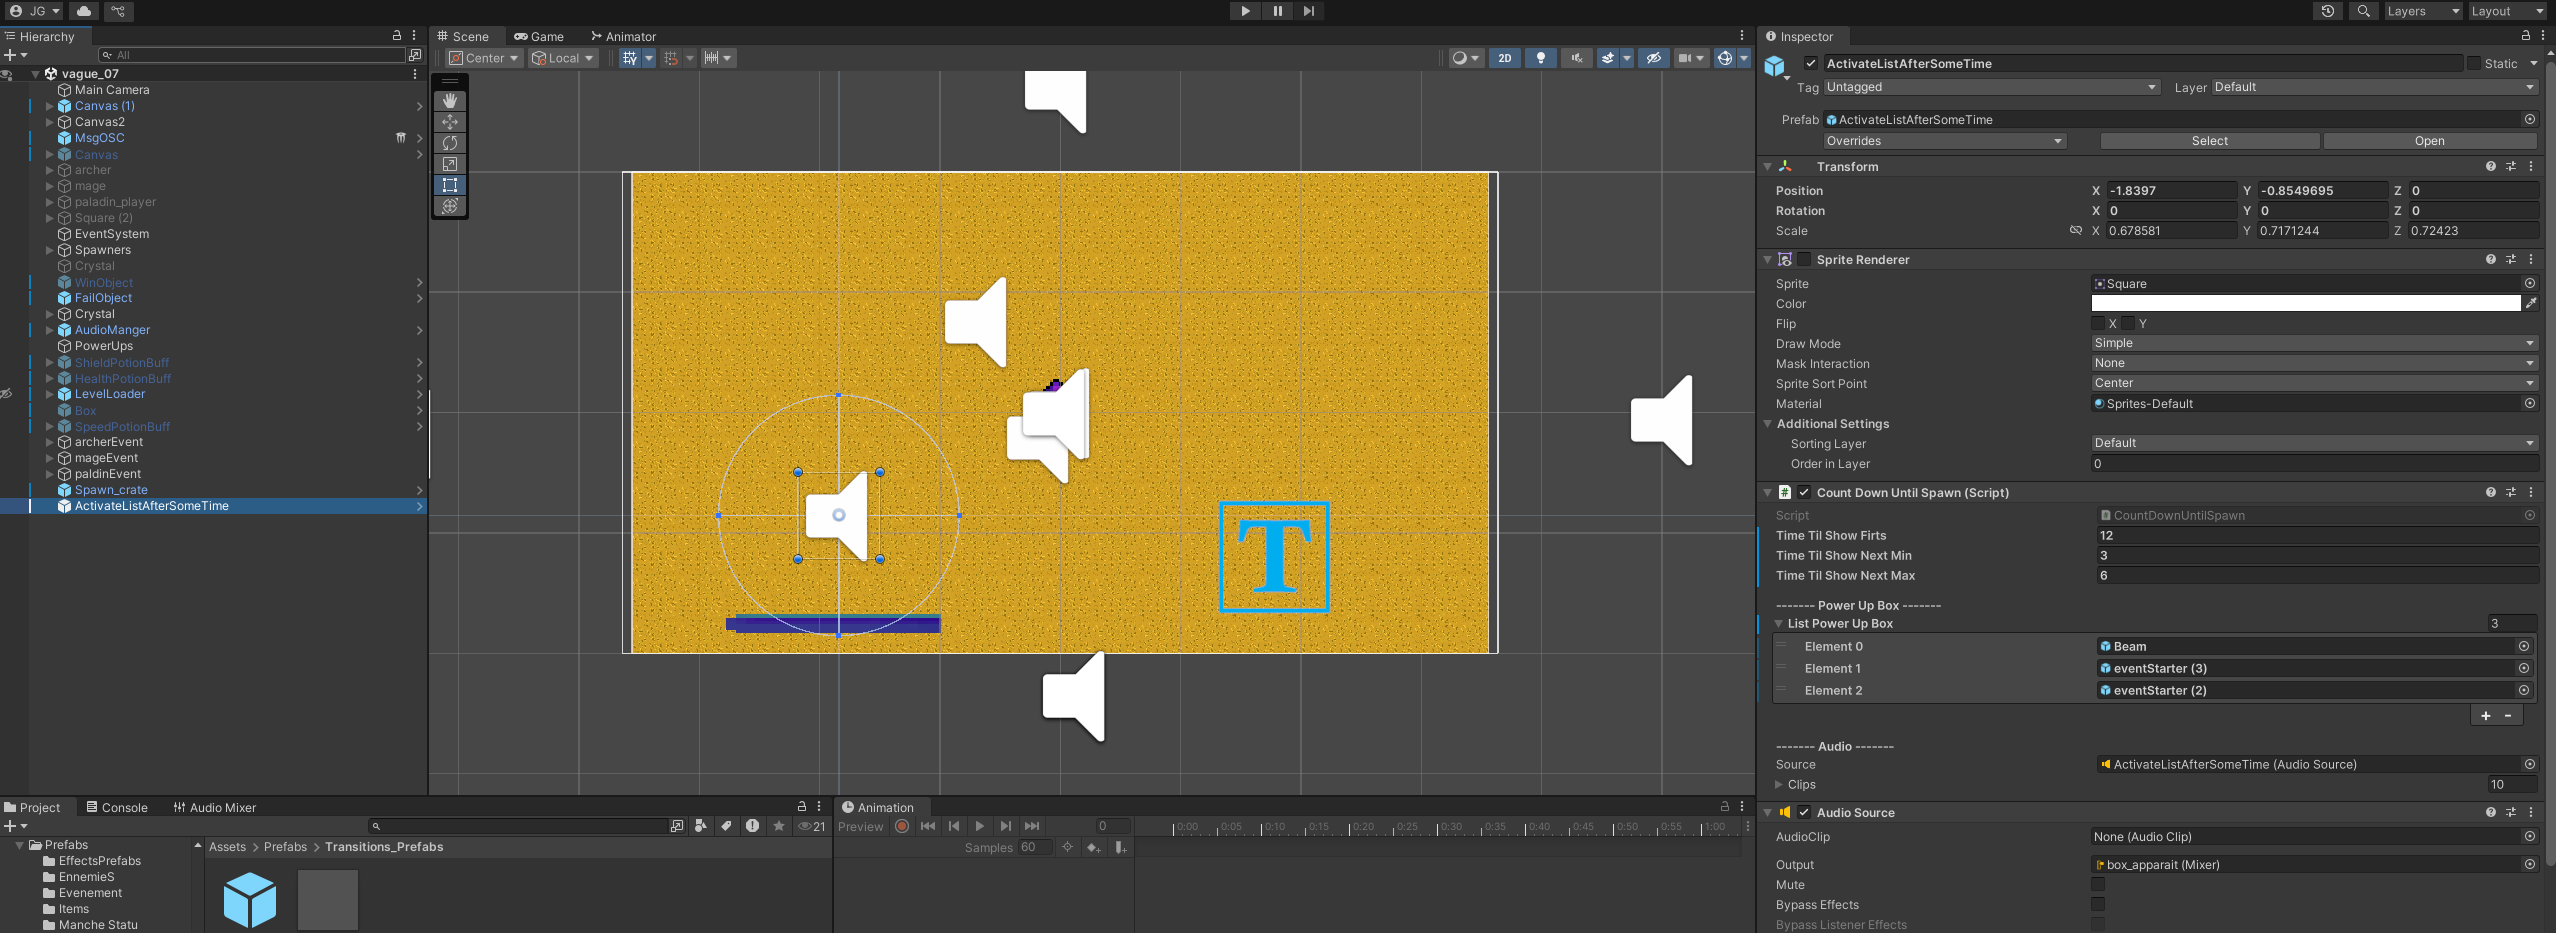 JG
Layers
Layout
Hierarchy
All
vague_07
Main Camera
Canvas (1)
Canvas2
MsgOSC
Canvas
archer
mage
paladin_player
Square (2)
EventSystem
Spawners
Crystal
WinObject
FailObject
Crystal
AudioManger
PowerUps
ShieldPotionBuff
HealthPotionBuff
LevelLoader
Box
SpeedPotionBuff
archerEvent
mageEvent
paldinEvent
Spawn_crate
ActivateListAfterSomeTime
Scene
Game
Animator
Center
Local
2D
T
Project
Console
Audio Mixer
21
Prefabs
EffectsPrefabs
EnnemieS
Evenement
Items
Manche Statu
Assets > Prefabs > Transitions_Prefabs
Animation
Preview
0
Samples 60
0:00 0:05 0:10 0:15 0:20 0:25 0:30 0:35 0:40 0:45 0:50 0:55 1:00
Inspector
ActivateListAfterSomeTime
Static
Tag Untagged
Layer Default
Prefab ActivateListAfterSomeTime
Overrides
Select
Open
Transform
Position X -1.8397 Y -0.8549695 Z 0
Rotation X 0 Y 0 Z 0
Scale X 0.678581 Y 0.7171244 Z 0.72423
Sprite Renderer
Sprite Square
Color
Flip X Y
Draw Mode Simple
Mask Interaction None
Sprite Sort Point Center
Material Sprites-Default
Additional Settings
Sorting Layer Default
Order in Layer 0
# Count Down Until Spawn (Script)
Script CountDownUntilSpawn
Time Til Show Firts 12
Time Til Show Next Min 3
Time Til Show Next Max 6
------- Power Up Box -------
List Power Up Box 3
Element 0 Beam
Element 1 eventStarter (3)
Element 2 eventStarter (2)
+ -
------- Audio -------
Source ActivateListAfterSomeTime (Audio Source)
Clips 10
Audio Source
AudioClip None (Audio Clip)
Output box_apparait (Mixer)
Mute
Bypass Effects
Bypass Listener Effects